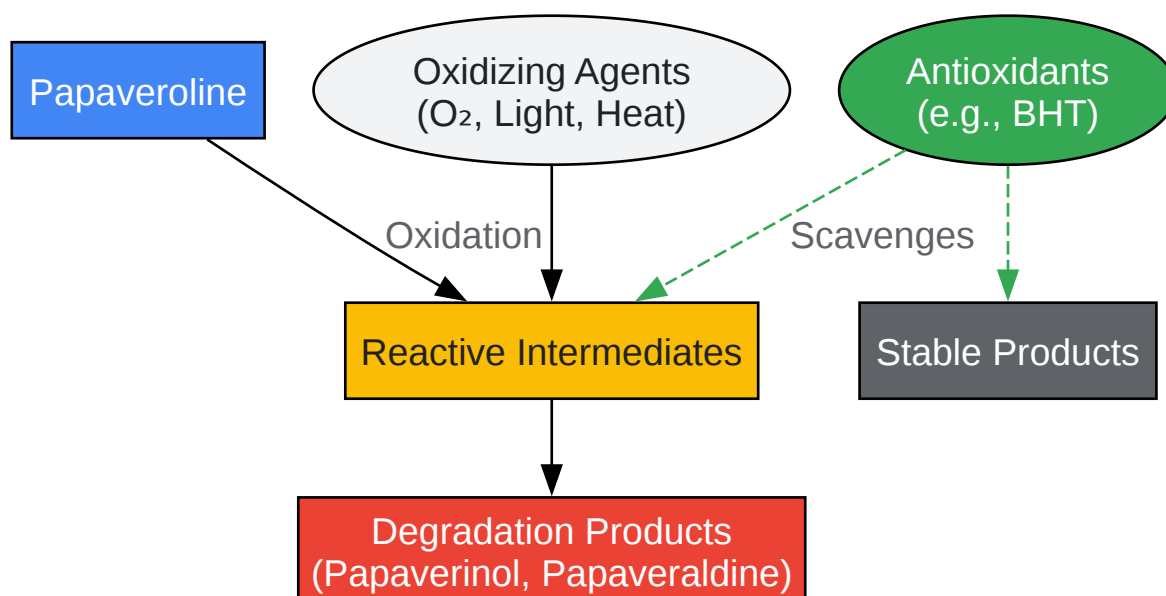 Papaveroline
Oxidizing Agents
(O₂, Light, Heat)
Antioxidants
(e.g., BHT)
Oxidation
Scavenges
Reactive Intermediates
Stable Products
Degradation Products
(Papaverinol, Papaveraldine)